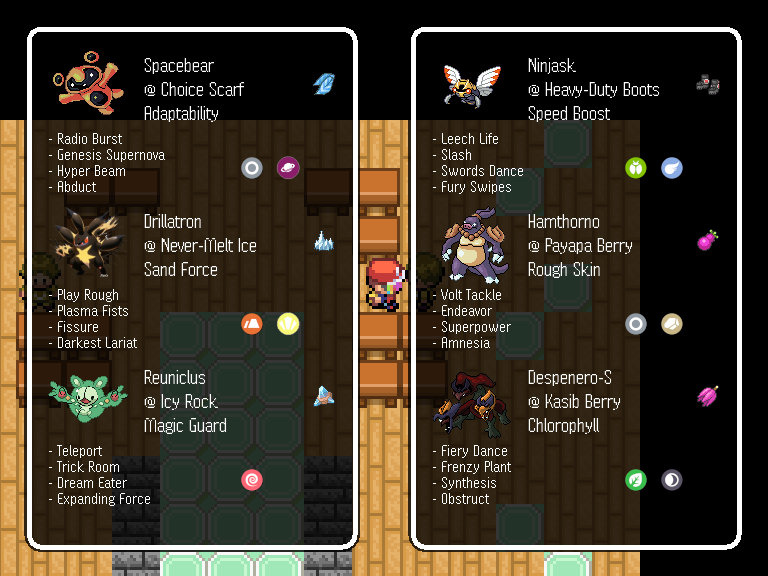 Spacebear
@ Choice Scarf
Adaptability
- Radio Burst
- Genesis Supernova
- Hyper Beam
- Abduct
Drillatron
@ Never-Melt Ice
Sand Force
- Play Rough
- Plasma Fists
- Fissure
- Darkest Lariat
Reuniclus
@ Icy Rock
Magic Guard
- Teleport
- Trick Room
- Dream Eater
- Expanding Force
Ninjask
@ Heavy-Duty Boots
Speed Boost
- Leech Life
- Slash
- Swords Dance
- Fury Swipes
Hamthorno
@ Payapa Berry
Rough Skin
- Volt Tackle
- Endeavor
- Superpower
- Amnesia
Despenero-S
@ Kasib Berry
Chlorophyll
- Fiery Dance
- Frenzy Plant
- Synthesis
- Obstruct